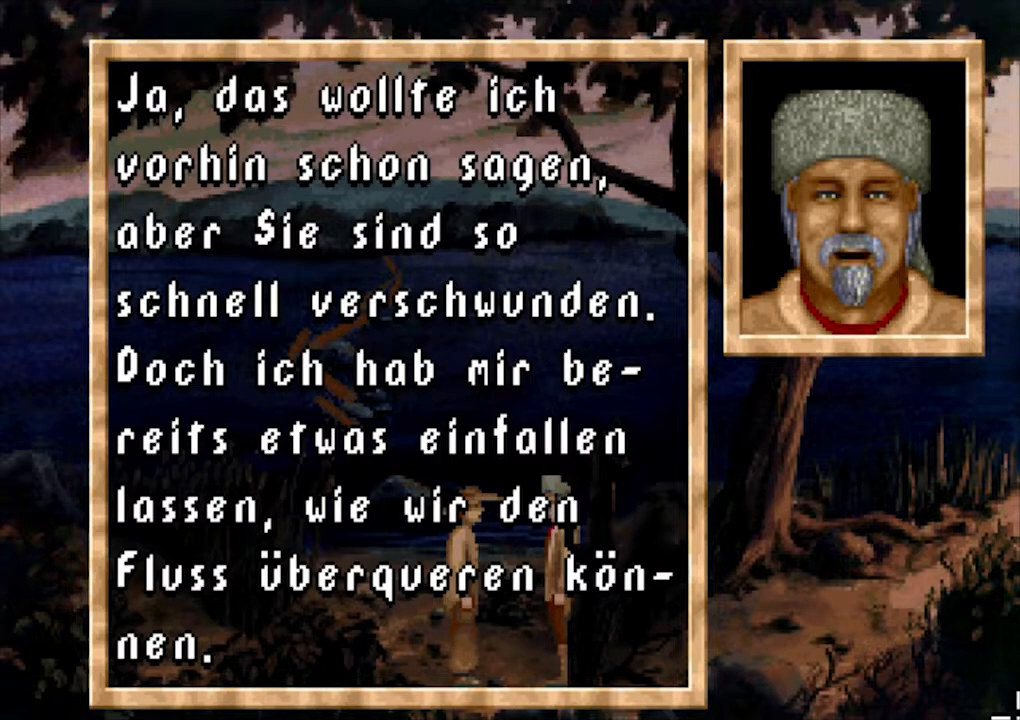 Ja, das wollte ich
vorhin schon sagen,
aber Sie sind so
schnell verschwunden.
Doch ich hab mir be-
reits etwas einfallen
lassen, wie wir den
Fluss überqueren kön-
nen.